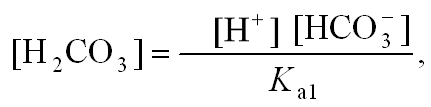 [H₂CO₃] = [H⁺] [HCO₃⁻] / Kₐ₁,